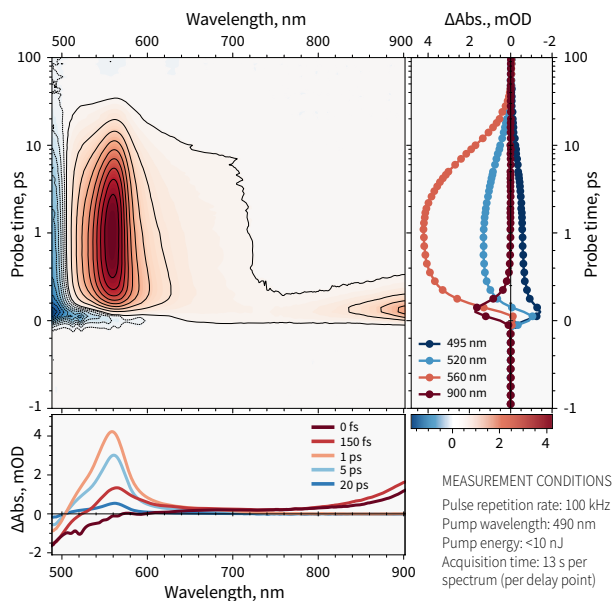 Wavelength, nm
500 600 700 800 900
ΔAbs., mOD
4 2 0 -2
Probe time, ps
100
10
1
0
-1
100
10
1
0
-1
Probe time, ps
495 nm
520 nm
560 nm
900 nm
0 2 4
ΔAbs., mOD
4
2
0
-2
0 fs
150 fs
1 ps
5 ps
20 ps
500 600 700 800 900
Wavelength, nm
MEASUREMENT CONDITIONS
Pulse repetition rate: 100 kHz
Pump wavelength: 490 nm
Pump energy: <10 nJ
Acquisition time: 13 s per
spectrum (per delay point)